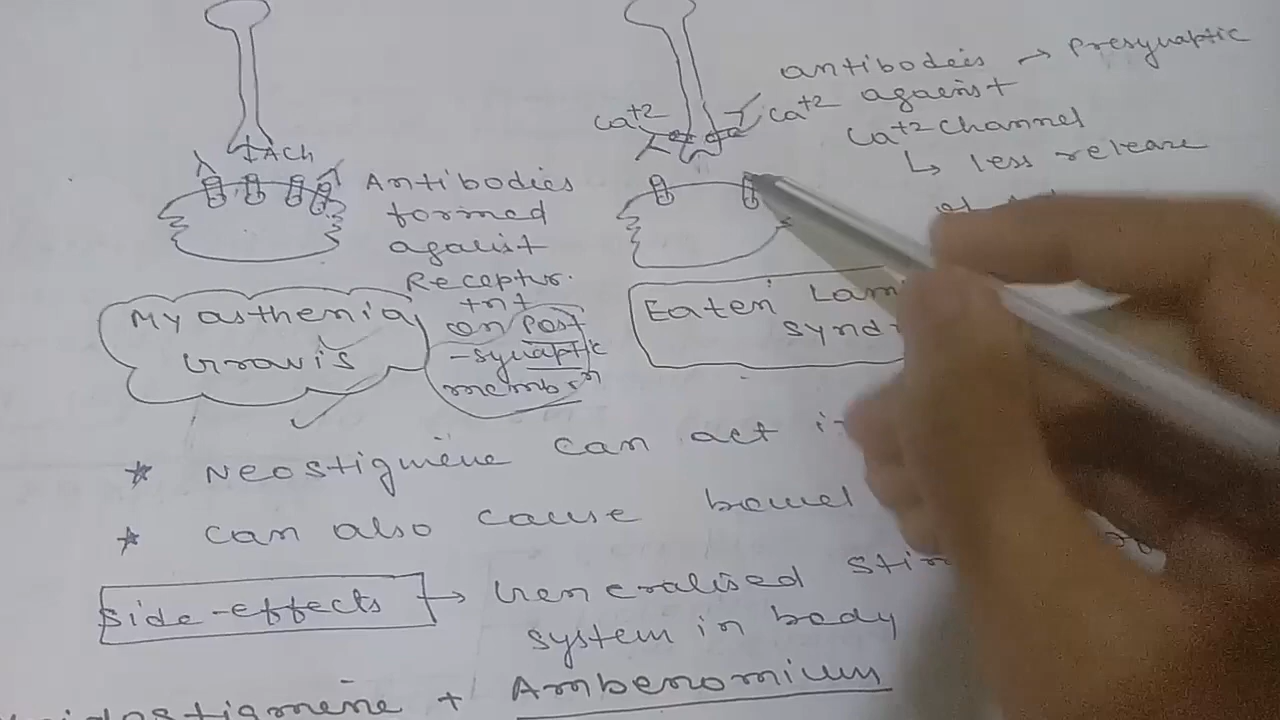 ACh
Antibodies
formed
against
Receptor.
+nt
on Post
-synaptic
membrn
Myasthenia
Gravis
Ca+2
Ca+2
antibodies → Presynaptic
against
Ca+2 channel
↳ less release
Eaten Lam
synd
* Neostigmine can act
* can also cause bowel
Side-effects → Generalised
system in body
+ Ambenomium